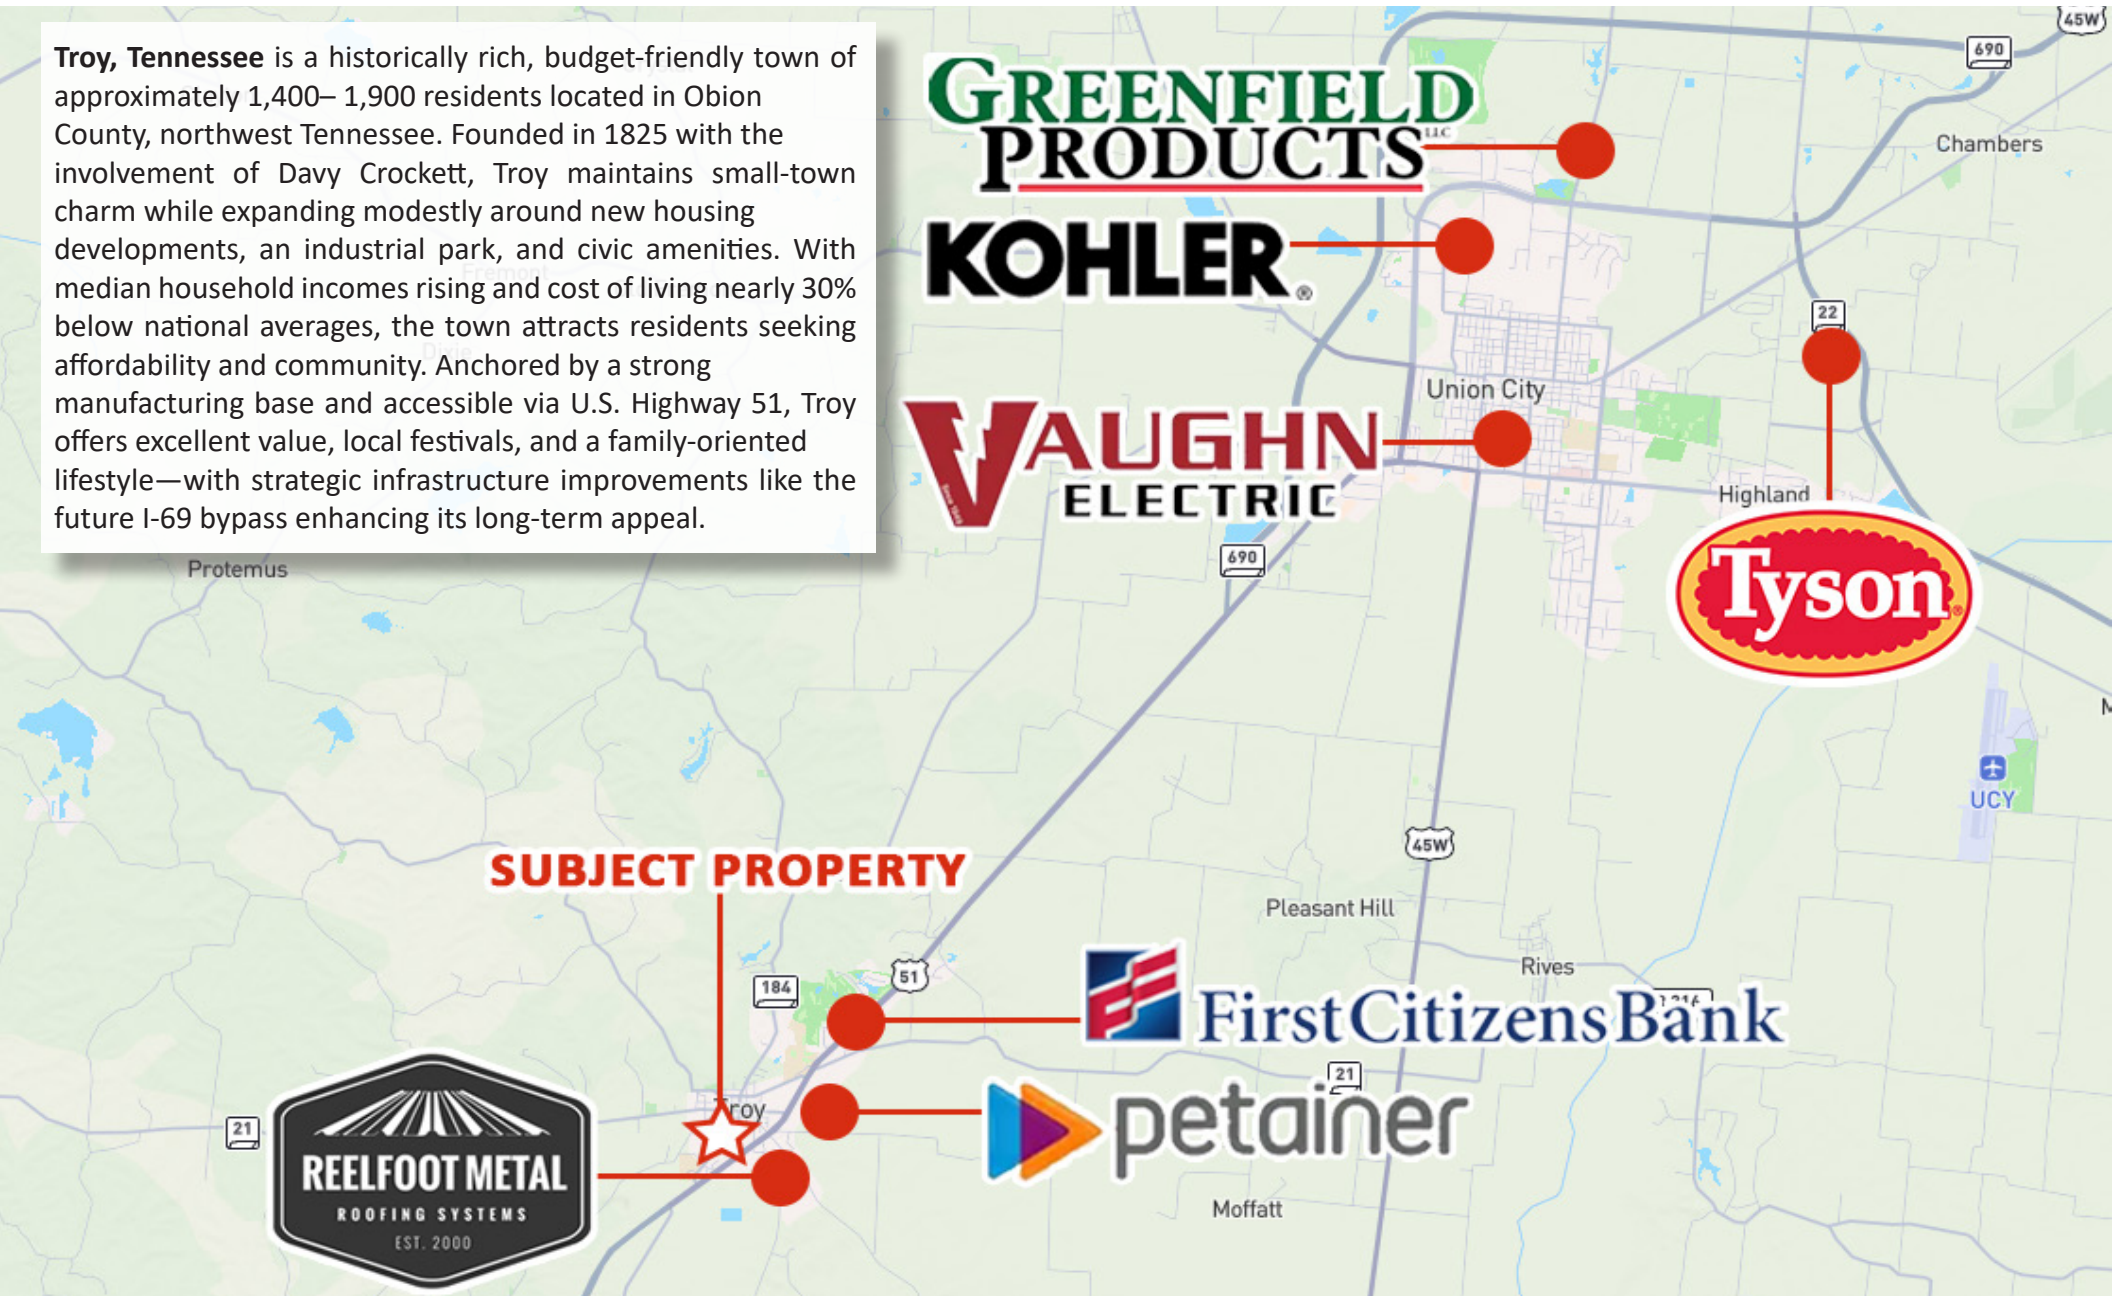 Troy, Tennessee is a historically rich, budget-friendly town of
approximately 1,400– 1,900 residents located in Obion
County, northwest Tennessee. Founded in 1825 with the
involvement of Davy Crockett, Troy maintains small-town
charm while expanding modestly around new housing
developments, an industrial park, and civic amenities. With
median household incomes rising and cost of living nearly 30%
below national averages, the town attracts residents seeking
affordability and community. Anchored by a strong
manufacturing base and accessible via U.S. Highway 51, Troy
offers excellent value, local festivals, and a family-oriented
lifestyle—with strategic infrastructure improvements like the
future I-69 bypass enhancing its long-term appeal.
Fremont
Dixie
Protemus
45W
690
Chambers
GREENFIELD
PRODUCTS LLC
KOHLER®
22
Union City
VAUGHN
ELECTRIC
Since 1949
Highland
Tyson®
690
UCY
45W
SUBJECT PROPERTY
Pleasant Hill
Rives
51
184
First Citizens Bank
21
petainer
Troy
21
REELFOOT METAL
ROOFING SYSTEMS
EST. 2000
Moffatt